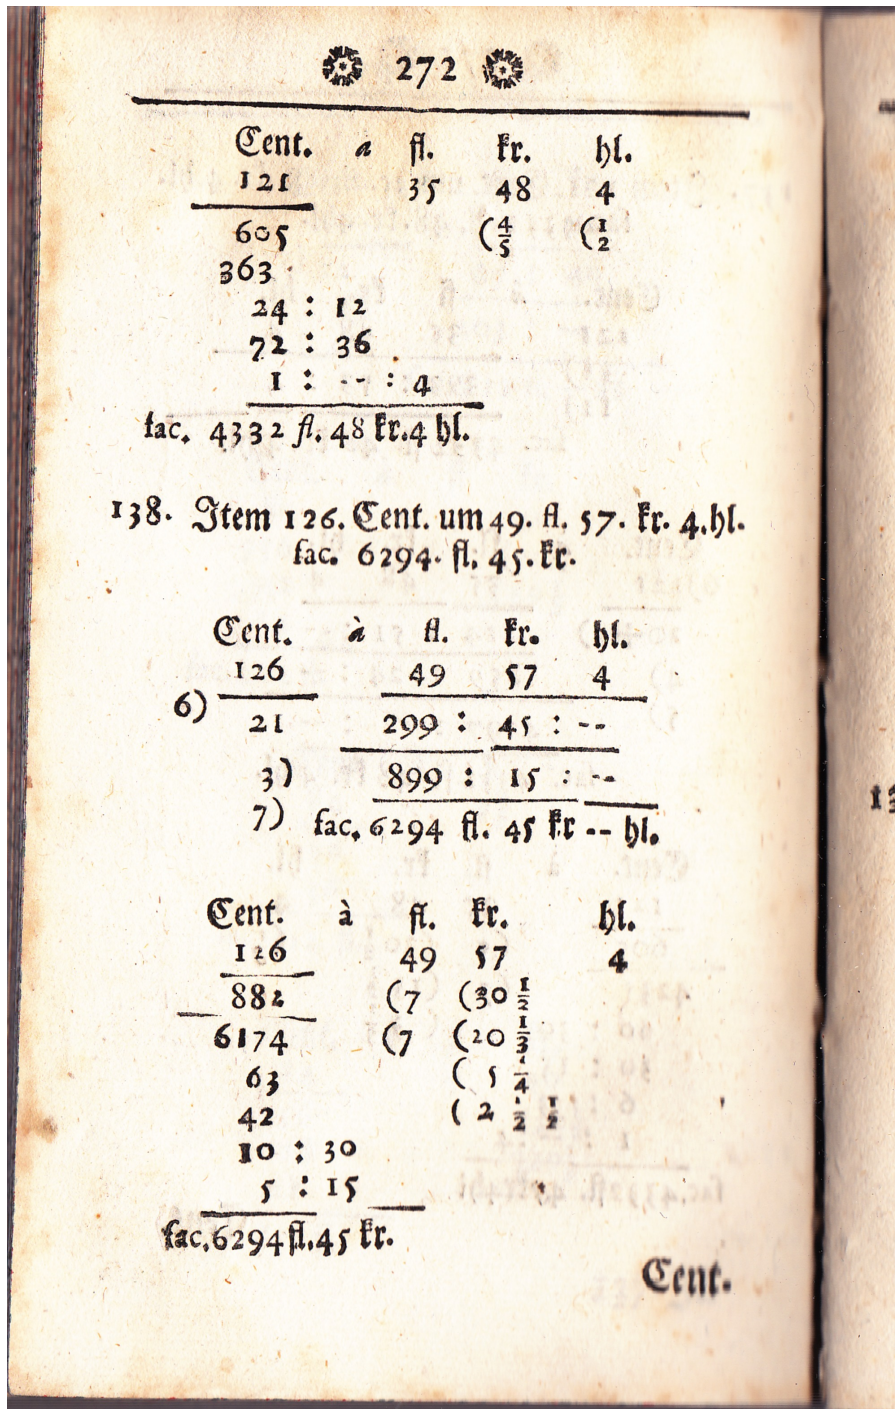 272
Cent. a fl. kr. hl.
121 35 48 4
605 (4/5 (1/2
363
24 : 12
72 : 36
1 : -- : 4
fac. 4332 fl. 48 kr. 4 hl.
138. Item 126. Cent. um 49. fl. 57. kr. 4. hl.
fac. 6294. fl. 45. kr.
Cent. à fl. kr. hl.
126 49 57 4
6)
21 299 : 45 : --
3) 899 : 15 : --
7) fac. 6294 fl. 45 kr -- hl.
Cent. à fl. kr. hl.
126 49 57 4
882 (7 (30 1/2
6174 (7 (20 1/3
63 ( 5 1/4
42 ( 2 1/2 1/2
10 : 30
5 : 15
fac. 6294 fl. 45 kr.
Cent.